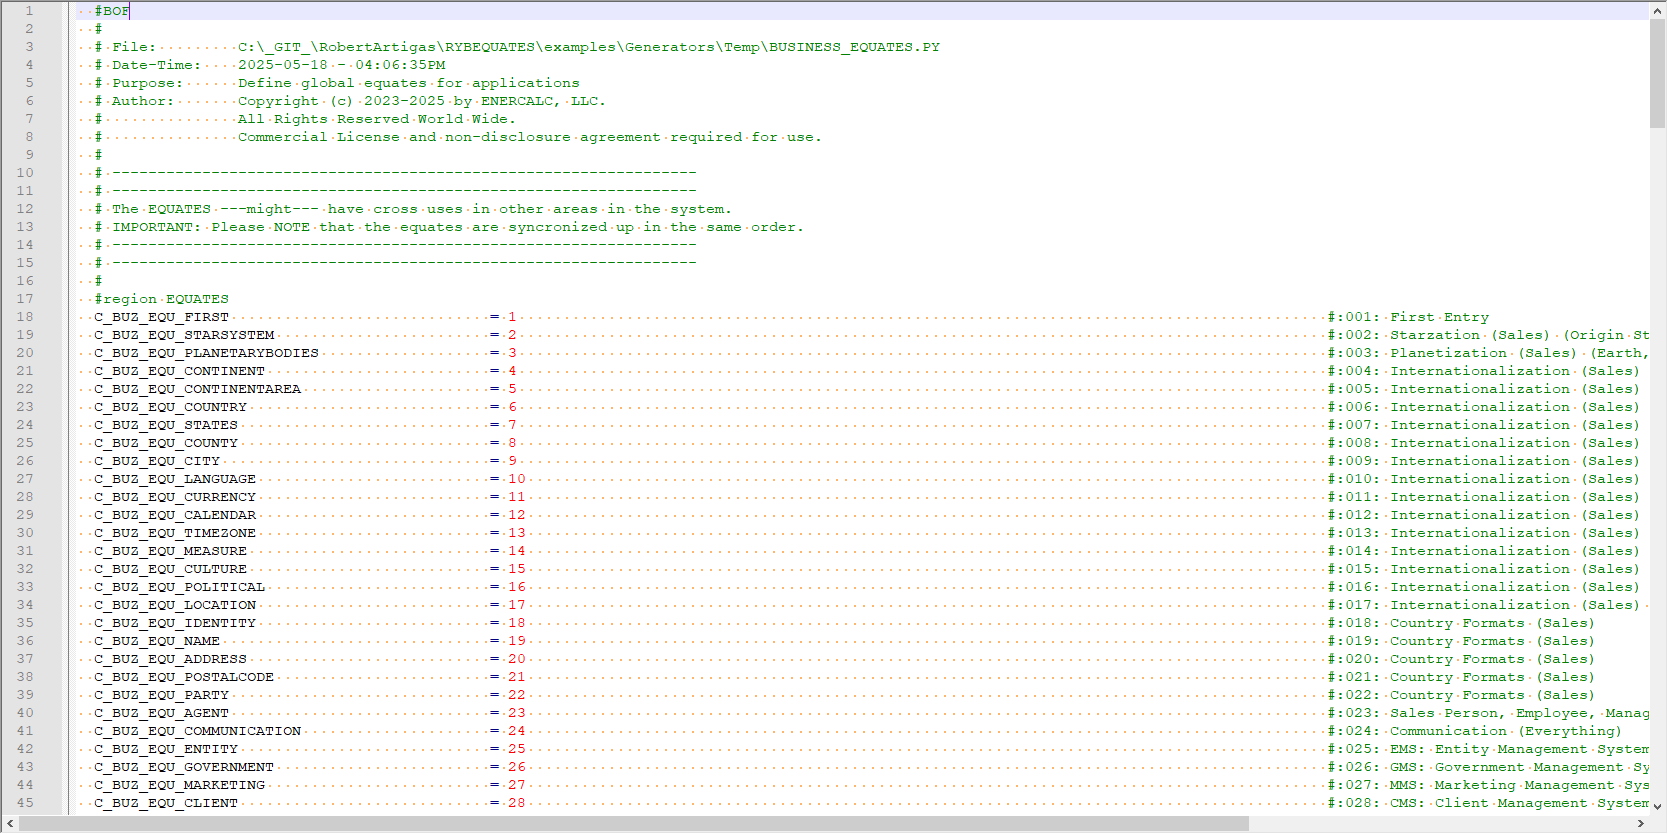 1 #BOF
2 #
3 # File: C:\_GIT_\RobertArtigas\RYBEQUATES\examples\Generators\Temp\BUSINESS_EQUATES.PY
4 # Date-Time: 2025-05-18 - 04:06:35PM
5 # Purpose: Define global equates for applications
6 # Author: Copyright (c) 2023-2025 by ENERCALC, LLC.
7 # All Rights Reserved World Wide.
8 # Commercial License and non-disclosure agreement required for use.
9 #
10 # -----------------------------------------------------------------
11 # -----------------------------------------------------------------
12 # The EQUATES ---might--- have cross uses in other areas in the system.
13 # IMPORTANT: Please NOTE that the equates are syncronized up in the same order.
14 # -----------------------------------------------------------------
15 # -----------------------------------------------------------------
16 #
17 #region EQUATES
18 C_BUZ_EQU_FIRST = 1 #:001: First Entry
19 C_BUZ_EQU_STARSYSTEM = 2 #:002: Starzation (Sales) (Origin St
20 C_BUZ_EQU_PLANETARYBODIES = 3 #:003: Planetization (Sales) (Earth,
21 C_BUZ_EQU_CONTINENT = 4 #:004: Internationalization (Sales)
22 C_BUZ_EQU_CONTINENTAREA = 5 #:005: Internationalization (Sales)
23 C_BUZ_EQU_COUNTRY = 6 #:006: Internationalization (Sales)
24 C_BUZ_EQU_STATES = 7 #:007: Internationalization (Sales)
25 C_BUZ_EQU_COUNTY = 8 #:008: Internationalization (Sales)
26 C_BUZ_EQU_CITY = 9 #:009: Internationalization (Sales)
27 C_BUZ_EQU_LANGUAGE = 10 #:010: Internationalization (Sales)
28 C_BUZ_EQU_CURRENCY = 11 #:011: Internationalization (Sales)
29 C_BUZ_EQU_CALENDAR = 12 #:012: Internationalization (Sales)
30 C_BUZ_EQU_TIMEZONE = 13 #:013: Internationalization (Sales)
31 C_BUZ_EQU_MEASURE = 14 #:014: Internationalization (Sales)
32 C_BUZ_EQU_CULTURE = 15 #:015: Internationalization (Sales)
33 C_BUZ_EQU_POLITICAL = 16 #:016: Internationalization (Sales)
34 C_BUZ_EQU_LOCATION = 17 #:017: Internationalization (Sales)
35 C_BUZ_EQU_IDENTITY = 18 #:018: Country Formats (Sales)
36 C_BUZ_EQU_NAME = 19 #:019: Country Formats (Sales)
37 C_BUZ_EQU_ADDRESS = 20 #:020: Country Formats (Sales)
38 C_BUZ_EQU_POSTALCODE = 21 #:021: Country Formats (Sales)
39 C_BUZ_EQU_PARTY = 22 #:022: Country Formats (Sales)
40 C_BUZ_EQU_AGENT = 23 #:023: Sales Person, Employee, Manag
41 C_BUZ_EQU_COMMUNICATION = 24 #:024: Communication (Everything)
42 C_BUZ_EQU_ENTITY = 25 #:025: EMS: Entity Management System
43 C_BUZ_EQU_GOVERNMENT = 26 #:026: GMS: Government Management Sy
44 C_BUZ_EQU_MARKETING = 27 #:027: MMS: Marketing Management Sys
45 C_BUZ_EQU_CLIENT = 28 #:028: CMS: Client Management System